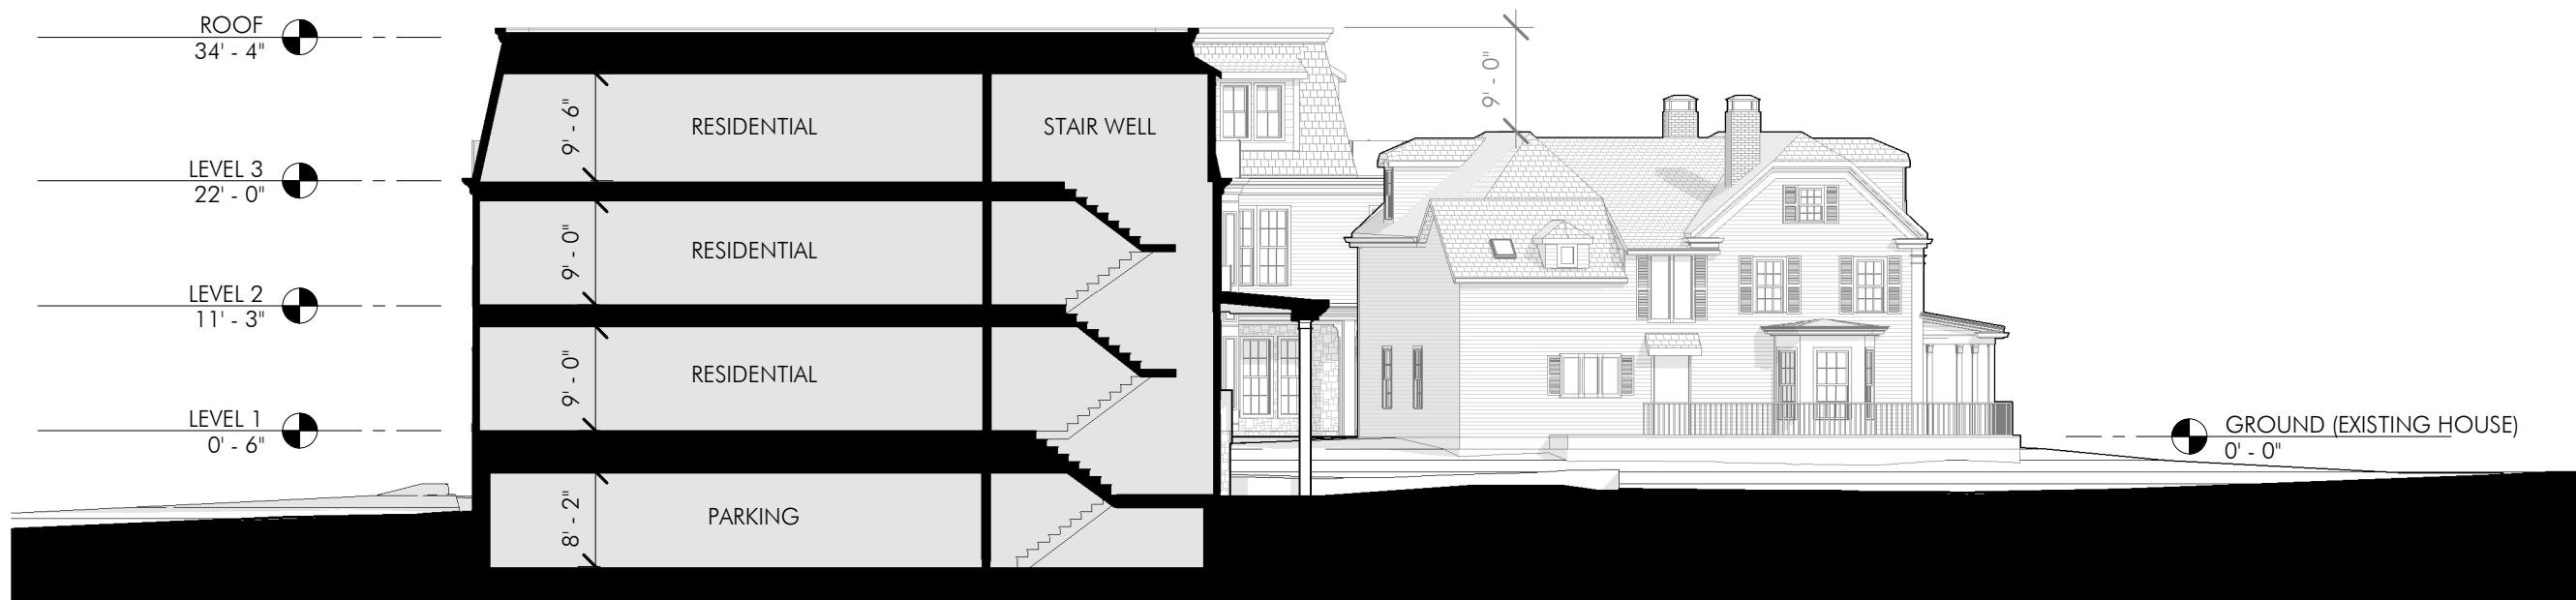 ROOF
34' - 4"
9' - 0"
9' - 6"
RESIDENTIAL
STAIR WELL
LEVEL 3
22' - 0"
9' - 0"
RESIDENTIAL
LEVEL 2
11' - 3"
9' - 0"
RESIDENTIAL
LEVEL 1
0' - 6"
GROUND (EXISTING HOUSE)
0' - 0"
8' - 2"
PARKING